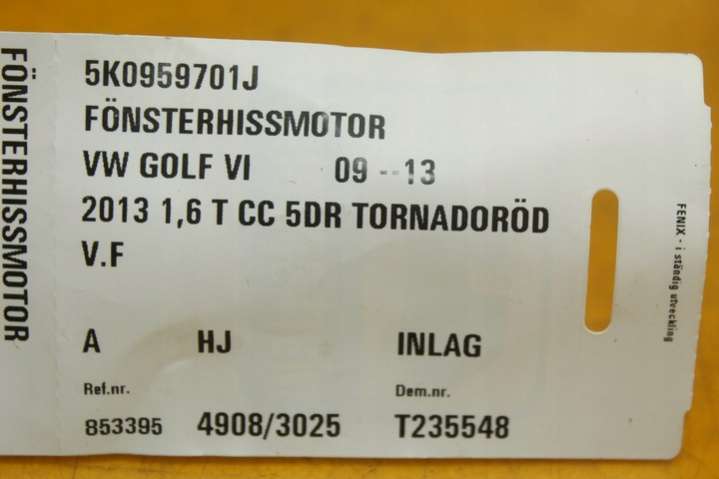 FÖNSTERHISSMOTOR
5K0959701J
FÖNSTERHISSMOTOR
VW GOLF VI 09 -- 13
2013 1,6 T CC 5DR TORNADORÖD
V.F
A HJ INLAG
Ref.nr. Dem.nr.
853395 4908/3025 T235548
FENIX - i ständig utveckling